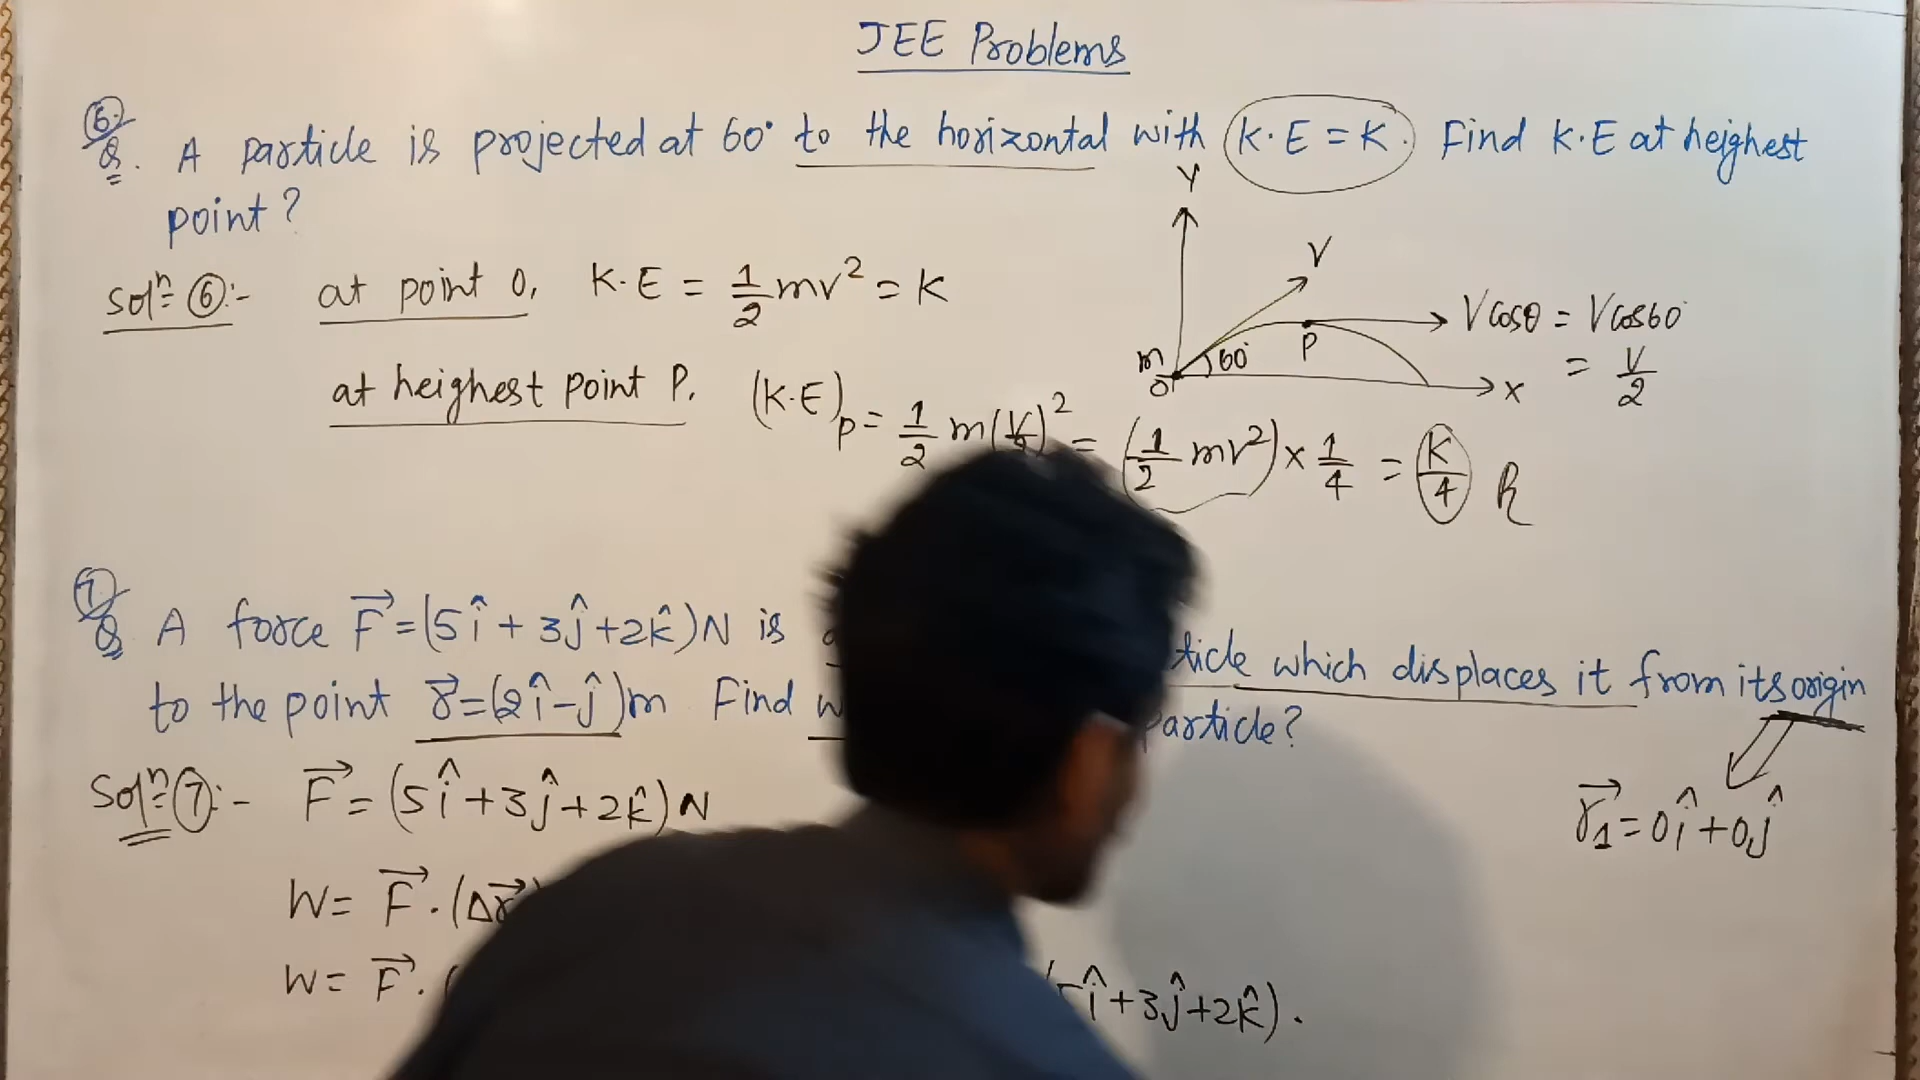 JEE Problems
6. Q. A particle is projected at 60° to the horizontal with K.E = K. Find K.E at heighest
point?
Solⁿ= ⑥:- at point O, K.E = 1/2 mv² = K
Y
V
Vcosθ = Vcos60°
= V/2
m
O
60°
P
X
at heighest point P, (K.E)p = 1/2 m(V/ )² = (1/2 mv²) × 1/4 = K/4
7. Q A force F⃗ = (5î + 3ĵ + 2k̂)N is ticle which displaces it from its origin
to the point r⃗ = (2î - ĵ)m Find w particle?
Solⁿ= ⑦:- F⃗ = (5î + 3ĵ + 2k̂) N
r⃗₁ = 0î + 0ĵ
W = F⃗ . (Δr⃗)
W = F⃗ . ( î + 3ĵ + 2k̂) .